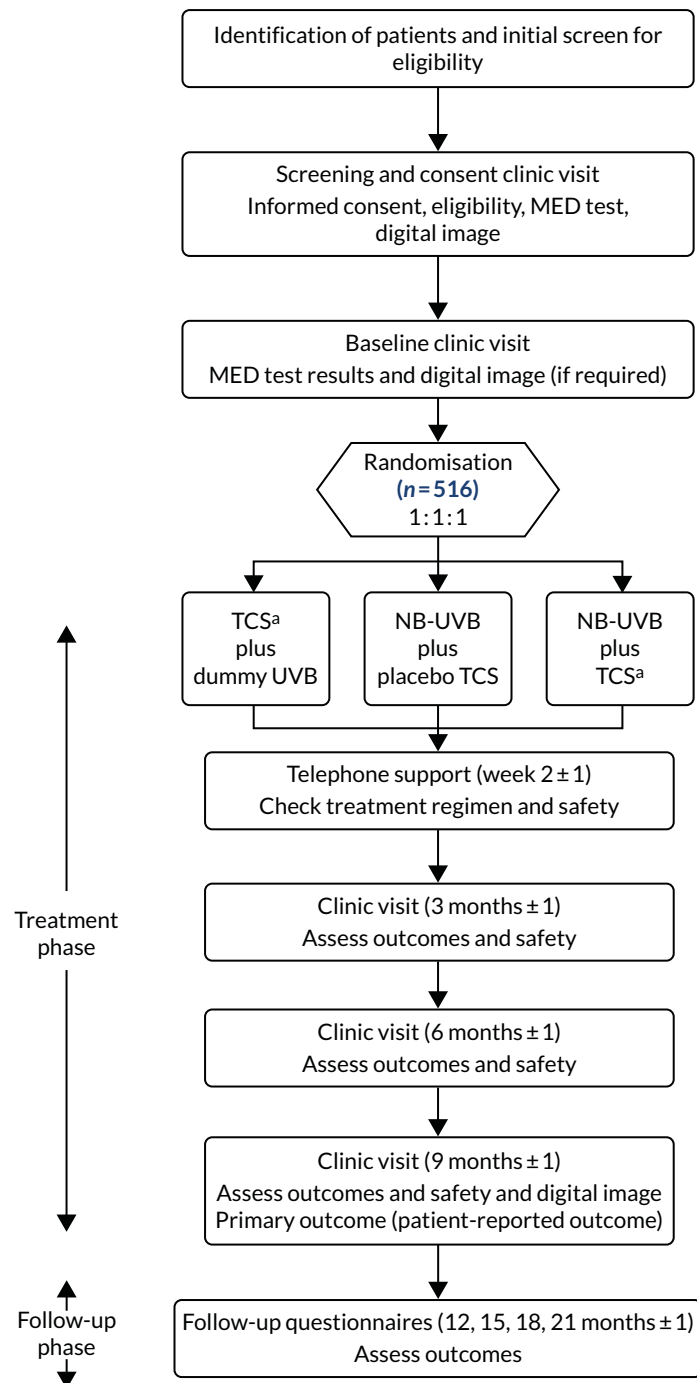 Identification of patients and initial screen for
eligibility
Screening and consent clinic visit
Informed consent, eligibility, MED test,
digital image
Baseline clinic visit
MED test results and digital image (if required)
Randomisation
(n=516)
1:1:1
TCSª
plus
dummy UVB
NB-UVB
plus
placebo TCS
NB-UVB
plus
TCSª
Telephone support (week 2±1)
Check treatment regimen and safety
Clinic visit (3 months±1)
Assess outcomes and safety
Treatment
phase
Clinic visit (6 months±1)
Assess outcomes and safety
Clinic visit (9 months±1)
Assess outcomes and safety and digital image
Primary outcome (patient-reported outcome)
Follow-up
phase
Follow-up questionnaires (12, 15, 18, 21 months±1)
Assess outcomes